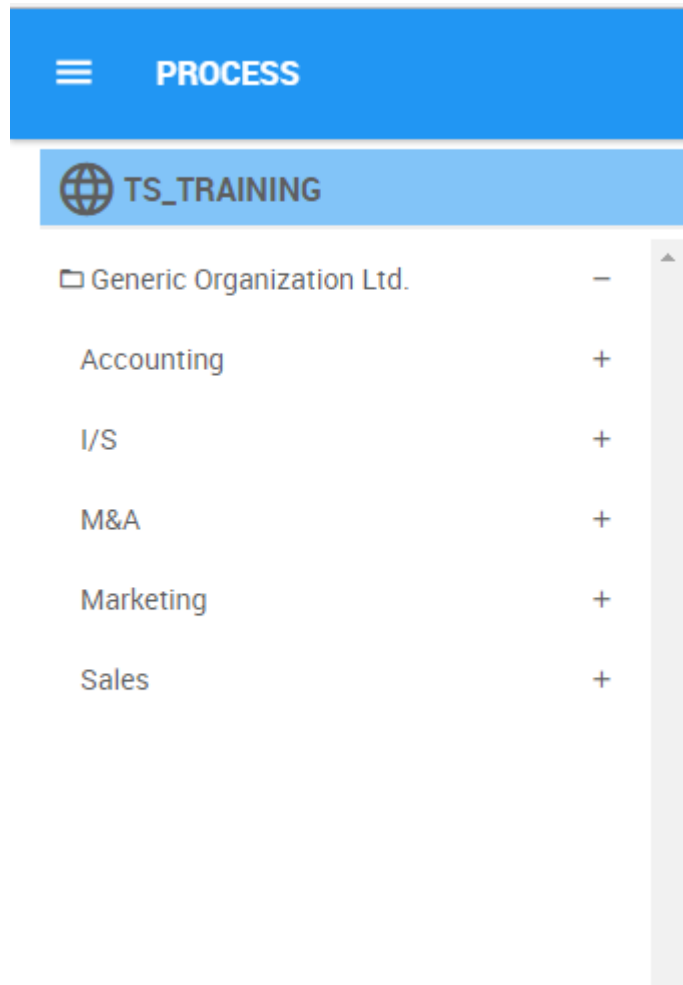 PROCESS
TS_TRAINING
Generic Organization Ltd. −
Accounting +
I/S +
M&A +
Marketing +
Sales +